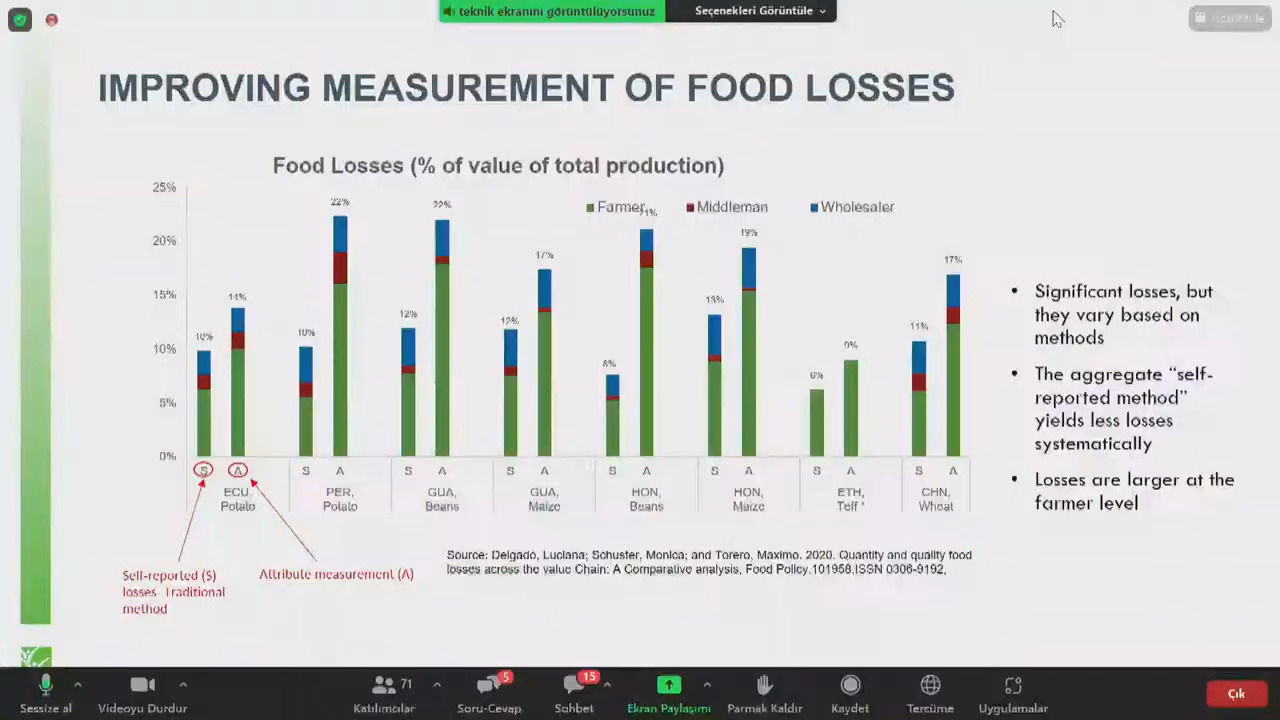 teknik ekranını görüntülüyorsunuz
Seçenekleri Görüntüle
Görüntüle
IMPROVING MEASUREMENT OF FOOD LOSSES
Food Losses (% of value of total production)
Farmer
Middleman
Wholesaler
25%
20%
15%
10%
5%
0%
10%
14%
10%
22%
12%
22%
12%
17%
8%
21%
13%
19%
6%
9%
11%
17%
S A S A S A S A S A S A S A S A
ECU, Potato
PER, Potato
GUA, Beans
GUA, Maize
HON, Beans
HON, Maize
ETH, Teff *
CHN, Wheat
Self-reported (S)
losses Traditional
method
Attribute measurement (A)
• Significant losses, but
they vary based on
methods
• The aggregate “self-
reported method”
yields less losses
systematically
• Losses are larger at the
farmer level
Source: Delgado, Luciana; Schuster, Monica; and Torero, Maximo. 2020. Quantity and quality food
losses across the value Chain: A Comparative analysis, Food Policy,101958,ISSN 0306-9192,
Sessize al
Videoyu Durdur
71
Katılımcılar
5
Soru-Cevap
15
Sohbet
Ekran Paylaşımı
Parmak Kaldır
Kaydet
Tercüme
Uygulamalar
Çık